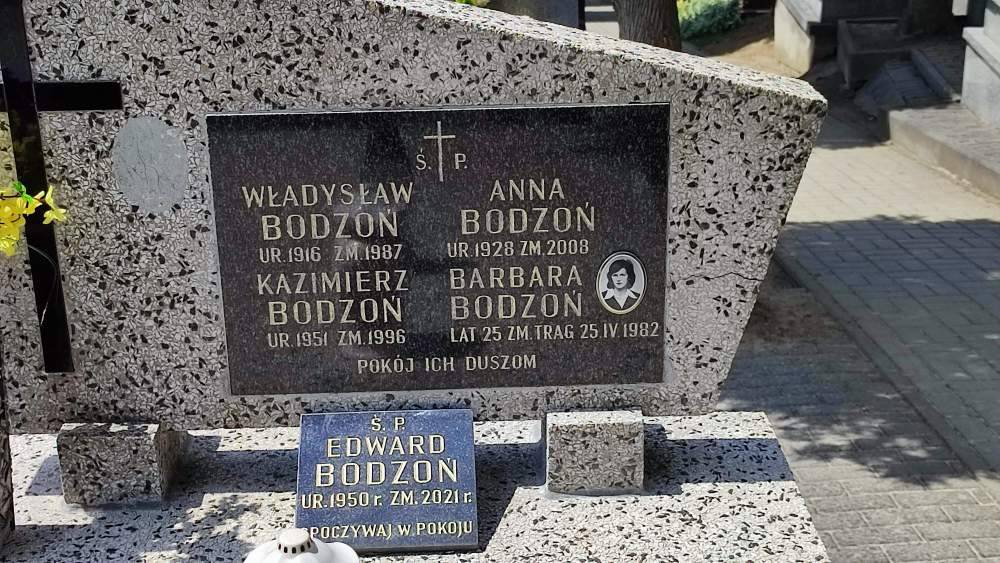 Ś. P.
WŁADYSŁAW
BODZOŃ
UR. 1916 ZM. 1987
KAZIMIERZ
BODZOŃ
UR. 1951 ZM. 1996
ANNA
BODZOŃ
UR. 1928 ZM. 2008
BARBARA
BODZOŃ
LAT 25 ZM. TRAG 25. IV. 1982
POKÓJ ICH DUSZOM
Ś. P.
EDWARD
BODZOŃ
UR. 1950 r. ZM. 2021 r.
SPOCZYWAJ W POKOJU